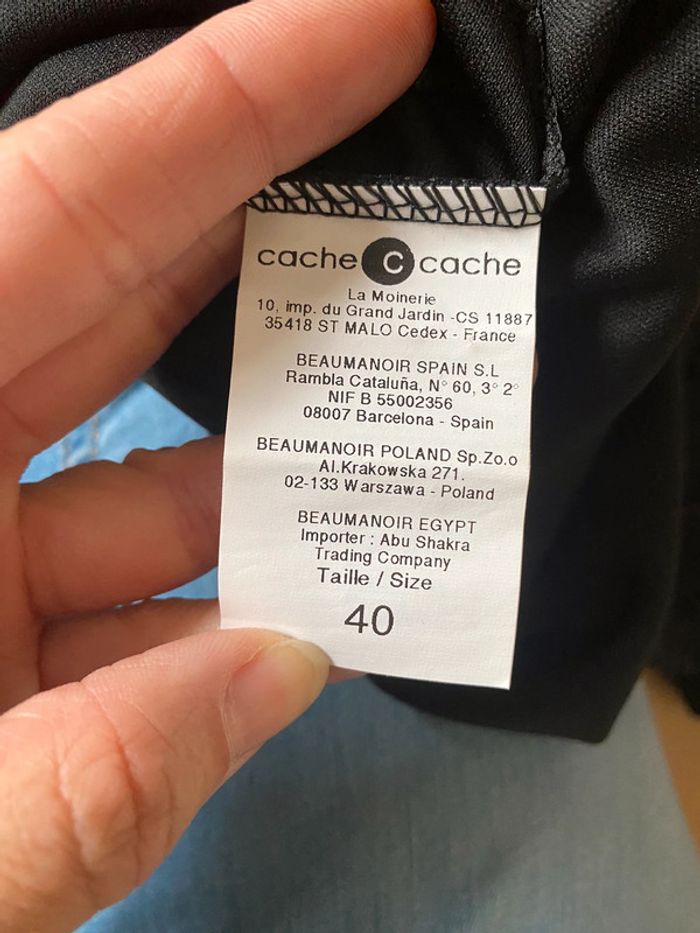 cache c cache
La Moinerie
10, imp. du Grand Jardin -CS 11887
35418 ST MALO Cedex - France
BEAUMANOIR SPAIN S.L
Rambla Cataluña, N° 60, 3° 2°
NIF B 55002356
08007 Barcelona - Spain
BEAUMANOIR POLAND Sp.Zo.o
Al.Krakowska 271.
02-133 Warszawa - Poland
BEAUMANOIR EGYPT
Importer : Abu Shakra
Trading Company
Taille / Size
40